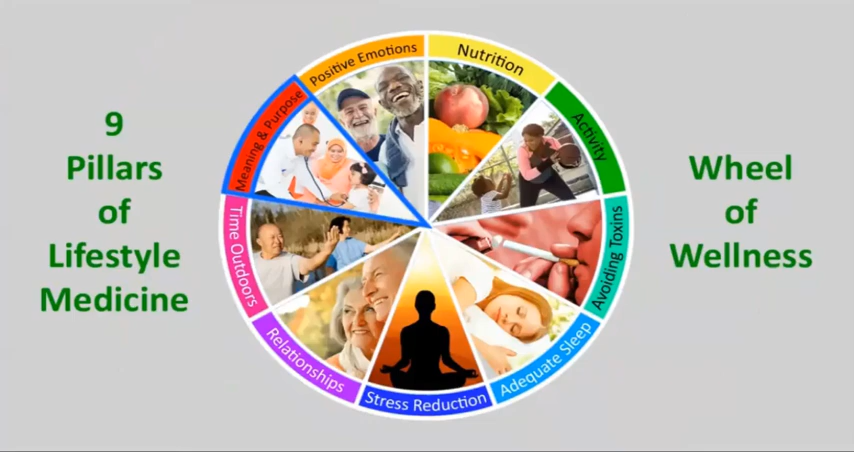 9
Pillars
of
Lifestyle
Medicine
Positive Emotions
Nutrition
Activity
Avoiding Toxins
Adequate Sleep
Stress Reduction
Relationships
Time Outdoors
Meaning & Purpose
Wheel
of
Wellness